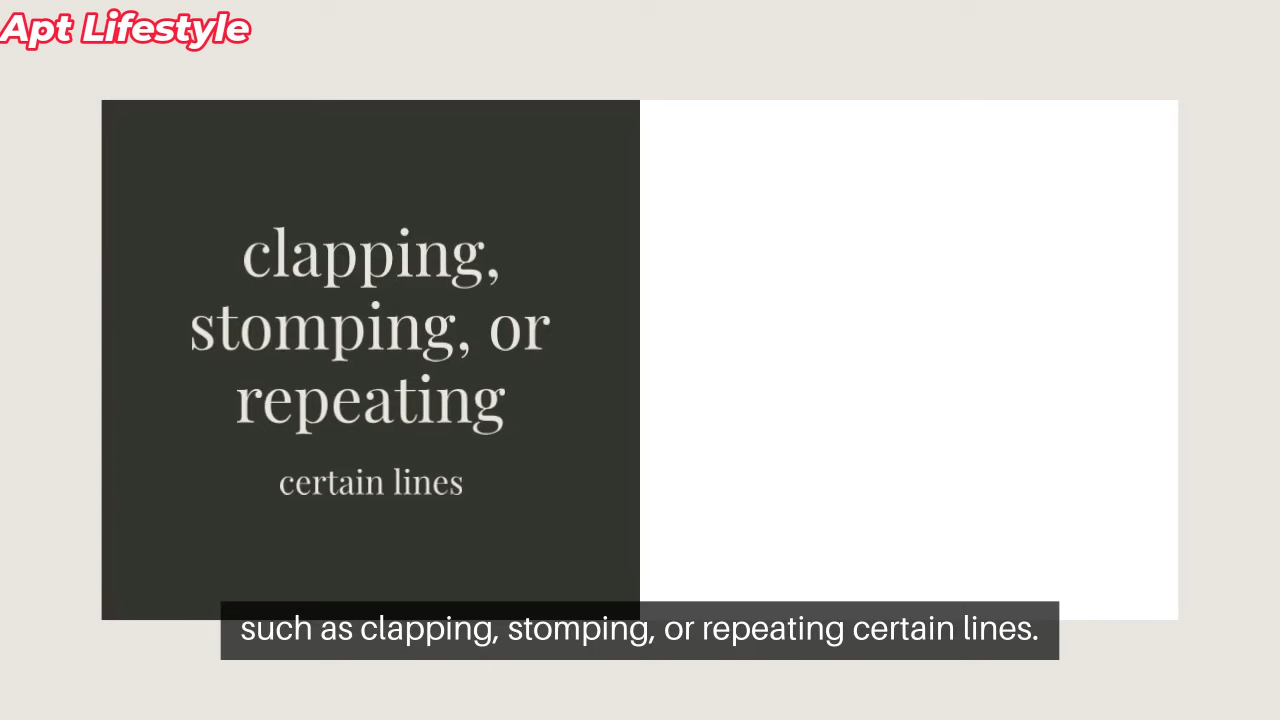 Apt Lifestyle
clapping,
stomping, or
repeating
certain lines
such as clapping, stomping, or repeating certain lines.